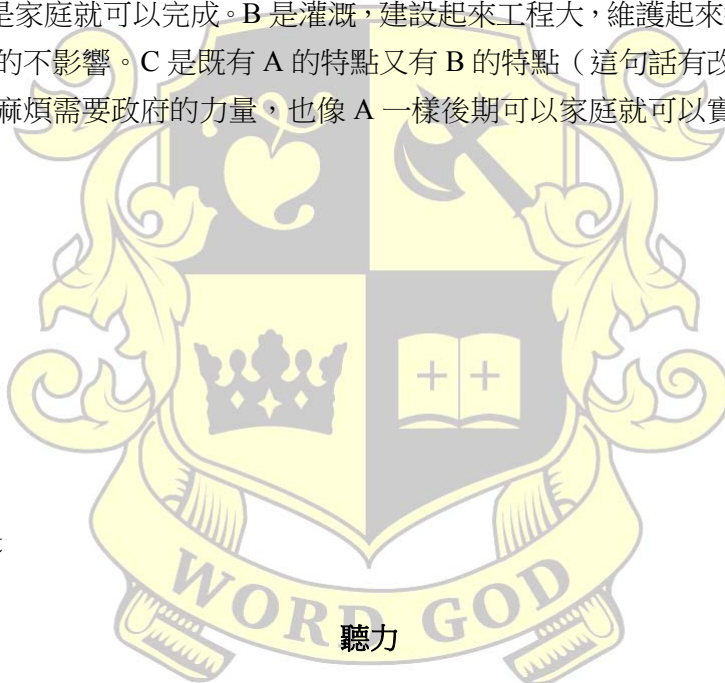 是家庭就可以完成。B 是灌溉，建設起來工程大，維護起來
的不影響。C 是既有 A 的特點又有 B 的特點（這句話有改
麻煩需要政府的力量，也像 A 一樣後期可以家庭就可以實
WORD GOD
聽力